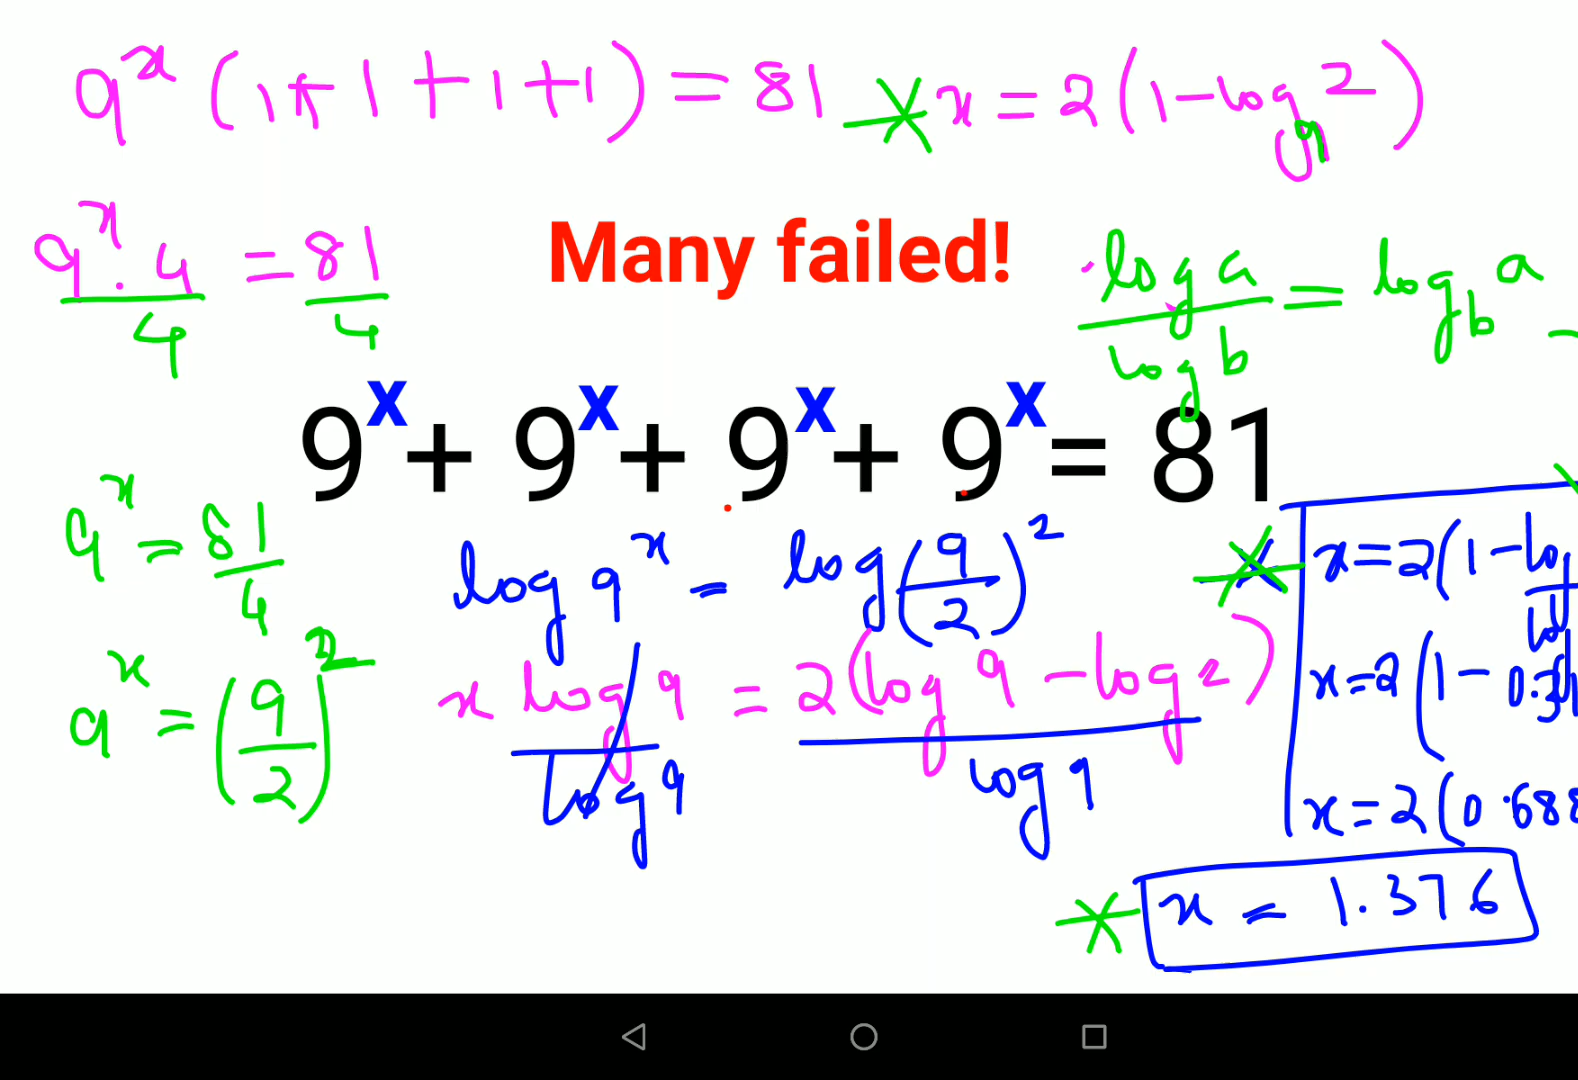 9^x (1+1+1+1) = 81
x = 2(1-log_9 2)
9^x . 4 / 4 = 81 / 4
Many failed!
log a / log b = log_b a
9^x + 9^x + 9^x + 9^x = 81
9^x = 81/4
9^x = (9/2)^2
log 9^x = log (9/2)^2
x log 9 / log 9 = 2(log 9 - log 2) / log 9
x = 2(1 - log
x = 2(1 -
x = 2(0.688
x = 1.376